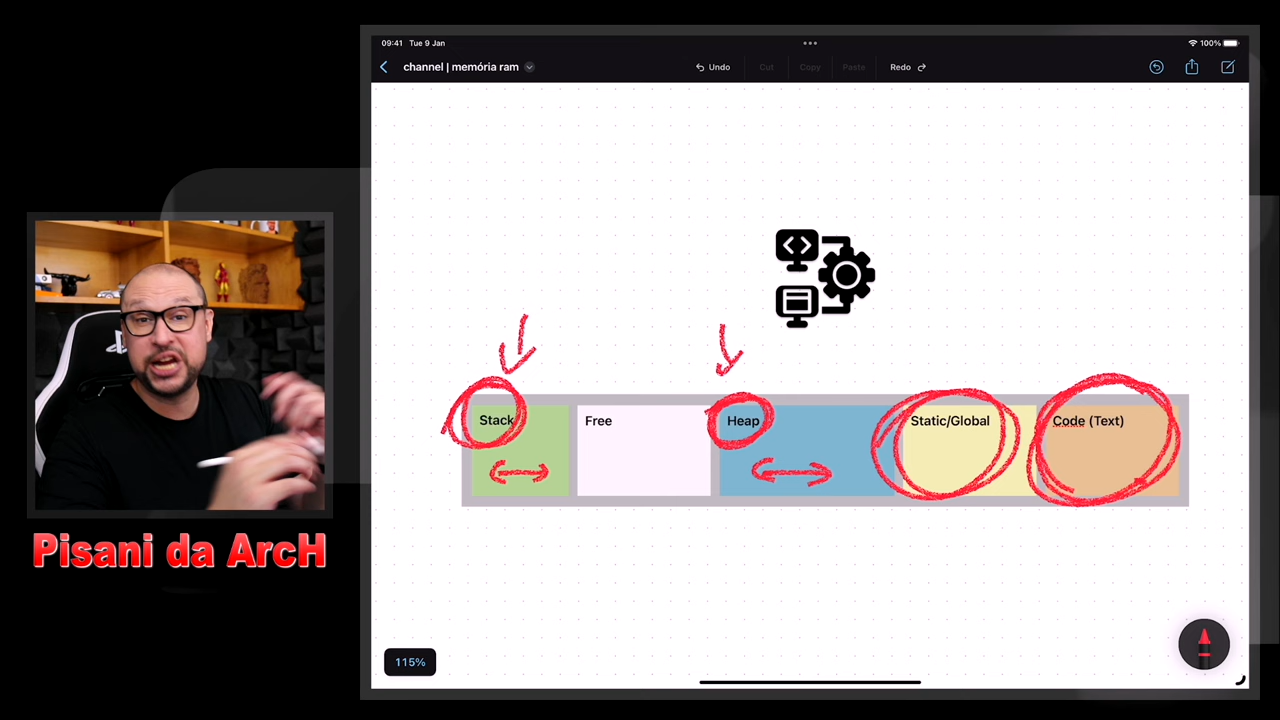 09:41 Tue 9 Jan
100%
channel | memória ram
Undo
Cut
Copy
Paste
Redo
Stack
Free
Heap
Static/Global
Code (Text)
Pisani da ArcH
115%